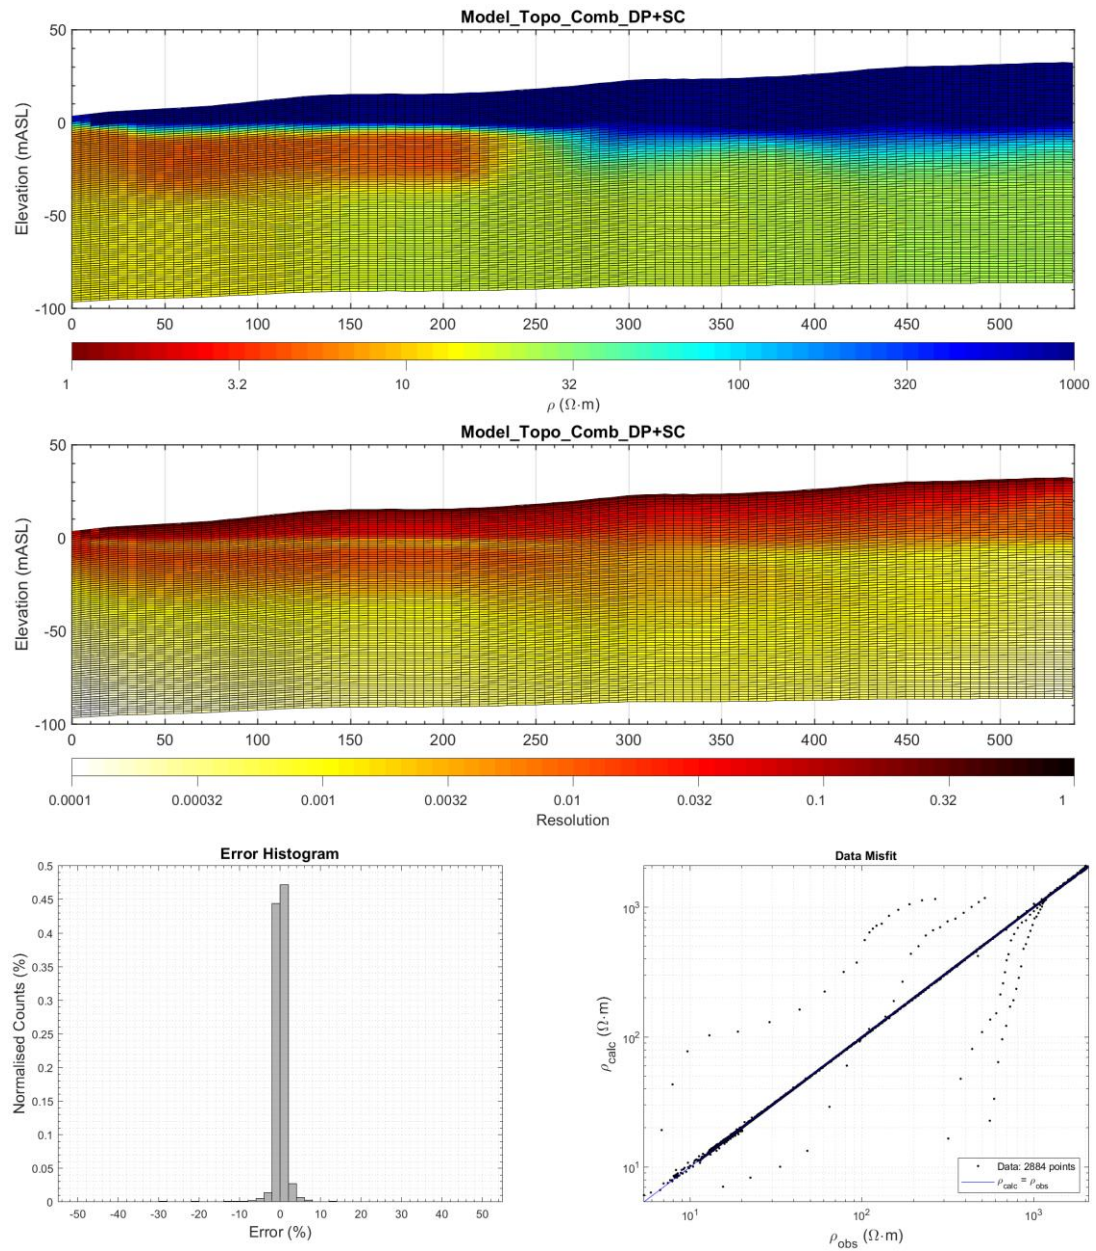 Model_Topo_Comb_DP+SC
50
0
-50
-100
Elevation (mASL)
0 50 100 150 200 250 300 350 400 450 500
1 3.2 10 32 100 320 1000
ρ (Ω·m)
Model_Topo_Comb_DP+SC
50
0
-50
-100
Elevation (mASL)
0 50 100 150 200 250 300 350 400 450 500
0.0001 0.00032 0.001 0.0032 0.01 0.032 0.1 0.32 1
Resolution
Error Histogram
0.5
0.45
0.4
0.35
0.3
0.25
0.2
0.15
0.1
0.05
0
Normalised Counts (%)
-50 -40 -30 -20 -10 0 10 20 30 40 50
Error (%)
Data Misfit
10³
10²
10¹
ρcalc (Ω·m)
Data: 2884 points
ρcalc = ρobs
10¹ 10² 10³
ρobs (Ω·m)